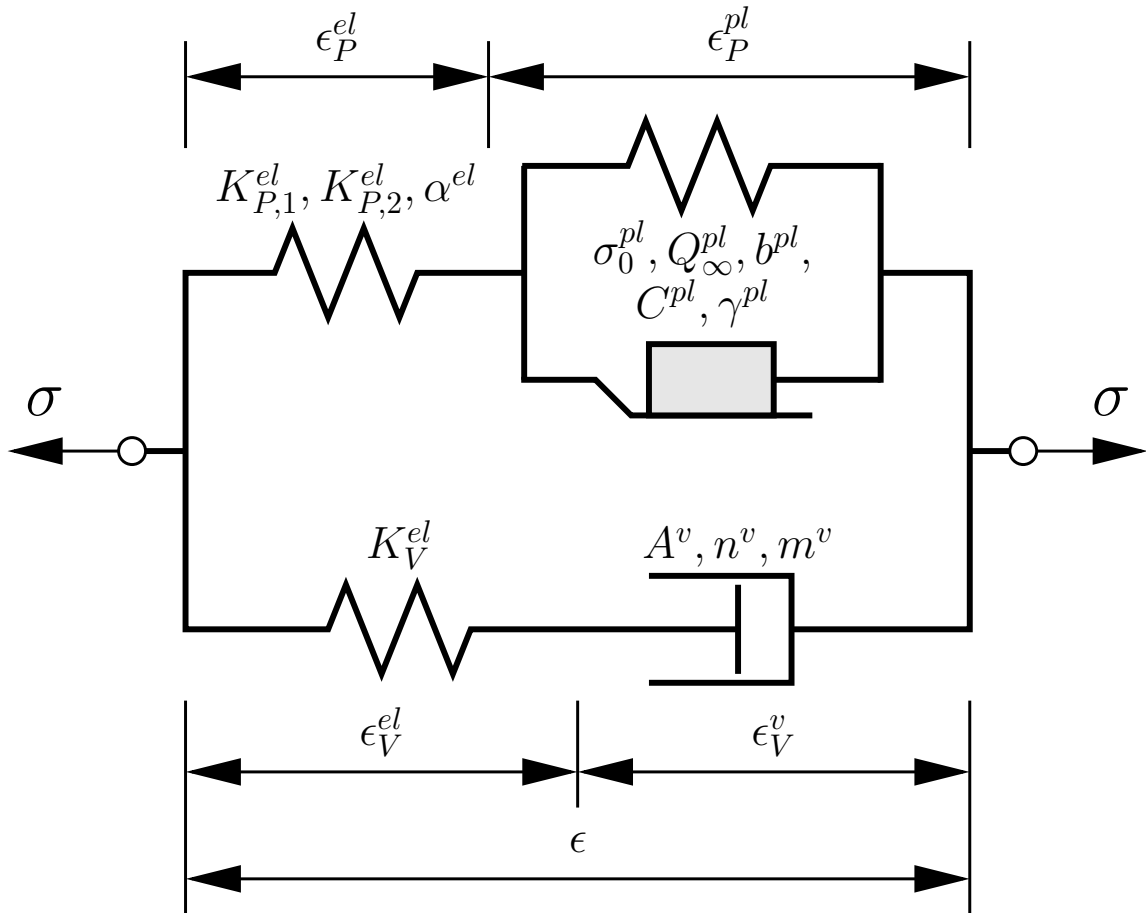 ϵ_P^{el}
ϵ_P^{pl}
K_{P,1}^{el}, K_{P,2}^{el}, α^{el}
σ_0^{pl}, Q_∞^{pl}, b^{pl},
C^{pl}, γ^{pl}
σ
σ
K_V^{el}
A^v, n^v, m^v
ϵ_V^{el}
ϵ_V^v
ϵ